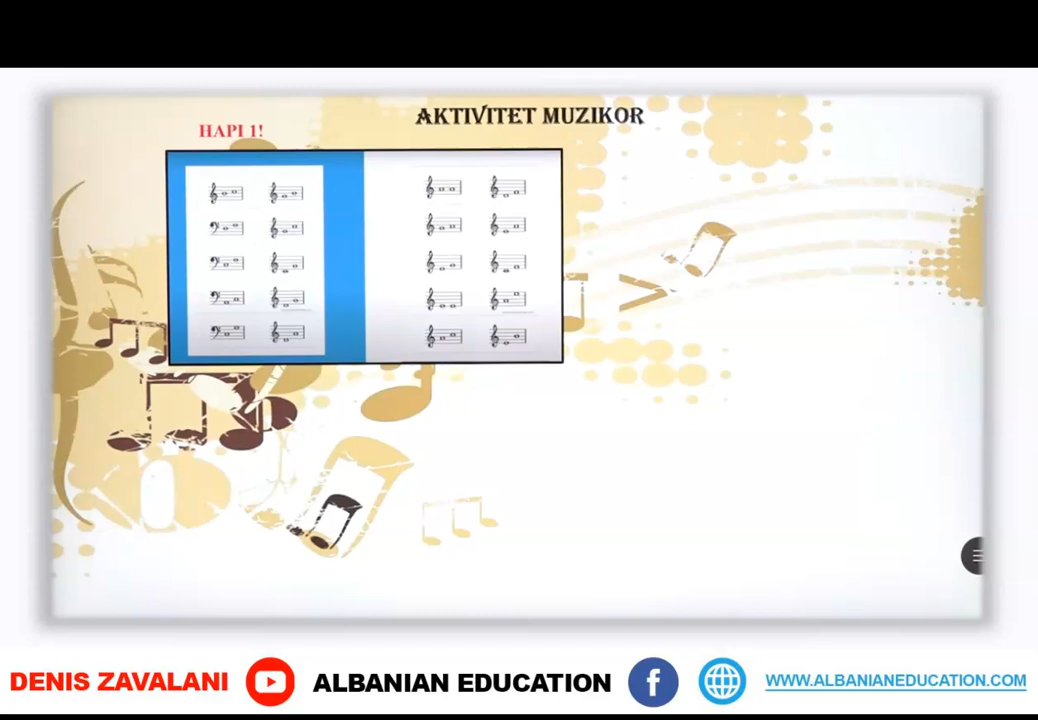 AKTIVITET MUZIKOR
HAPI 1!
DENIS ZAVALANI
ALBANIAN EDUCATION
WWW.ALBANIANEDUCATION.COM